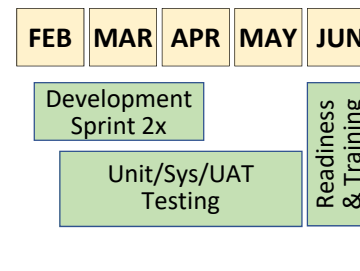 FEB MAR APR MAY JUN
Development
Sprint 2x
Unit/Sys/UAT
Testing
Readiness
& Training